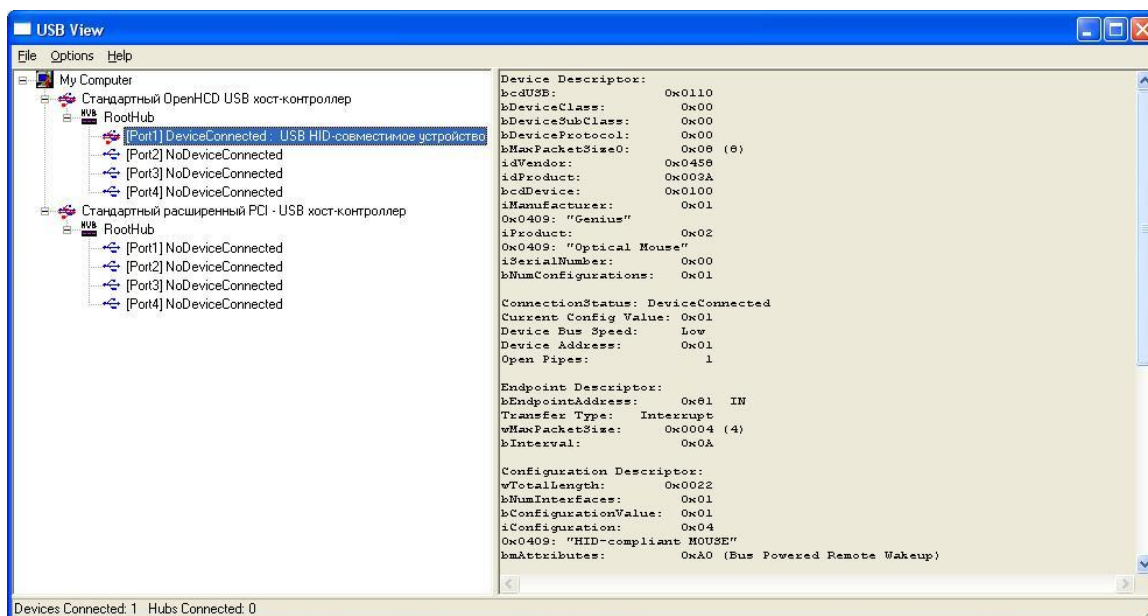 USB View
File Options Help
My Computer
Стандартный OpenHCD USB хост-контроллер
RootHub
[Port1] DeviceConnected : USB HID-совместимое устройство
[Port2] NoDeviceConnected
[Port3] NoDeviceConnected
[Port4] NoDeviceConnected
Стандартный расширенный PCI - USB хост-контроллер
RootHub
[Port1] NoDeviceConnected
[Port2] NoDeviceConnected
[Port3] NoDeviceConnected
[Port4] NoDeviceConnected
Device Descriptor:
bcdUSB: 0x0110
bDeviceClass: 0x00
bDeviceSubClass: 0x00
bDeviceProtocol: 0x00
bMaxPacketSize0: 0x08 (8)
idVendor: 0x0458
idProduct: 0x003A
bcdDevice: 0x0100
iManufacturer: 0x01
0x0409: "Genius"
iProduct: 0x02
0x0409: "Optical Mouse"
iSerialNumber: 0x00
bNumConfigurations: 0x01
ConnectionStatus: DeviceConnected
Current Config Value: 0x01
Device Bus Speed: Low
Device Address: 0x01
Open Pipes: 1
Endpoint Descriptor:
bEndpointAddress: 0x81 IN
Transfer Type: Interrupt
wMaxPacketSize: 0x0004 (4)
bInterval: 0x0A
Configuration Descriptor:
wTotalLength: 0x0022
bNumInterfaces: 0x01
bConfigurationValue: 0x01
iConfiguration: 0x04
0x0409: "HID-compliant MOUSE"
bmAttributes: 0xA0 (Bus Powered Remote Wakeup)
Devices Connected: 1 Hubs Connected: 0